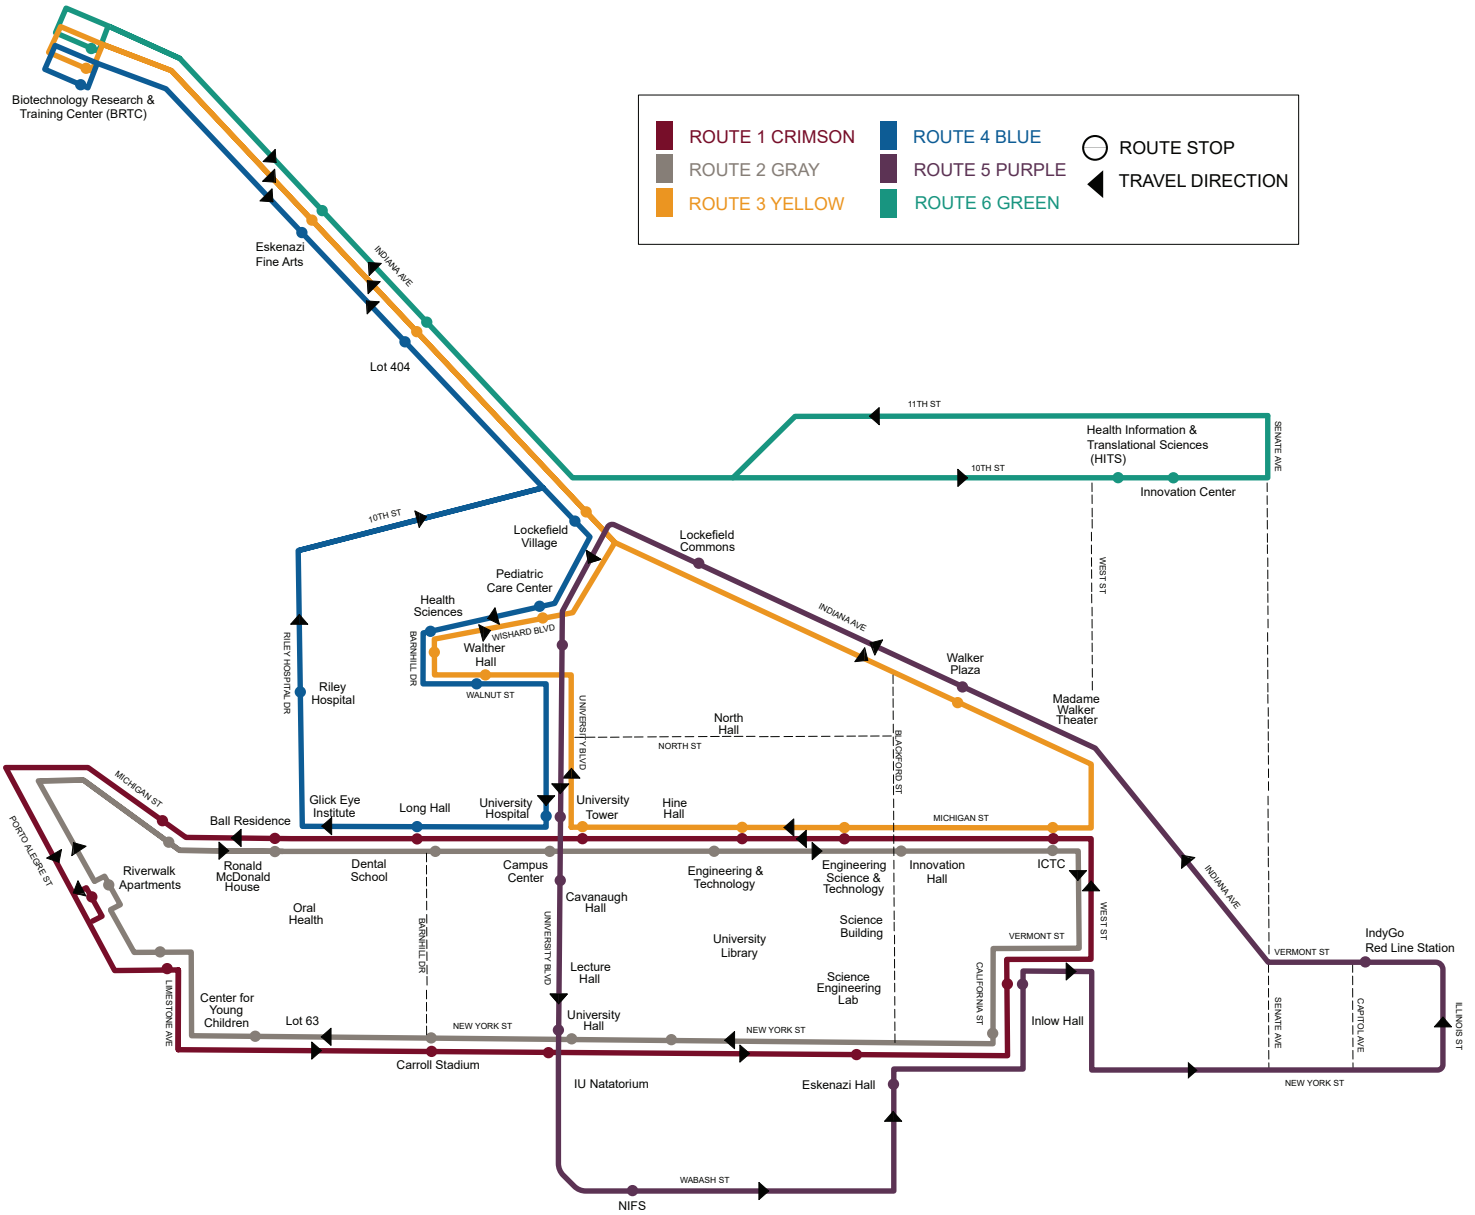 Biotechnology Research &
Training Center (BRTC)
ROUTE 1 CRIMSON
ROUTE 2 GRAY
ROUTE 3 YELLOW
ROUTE 4 BLUE
ROUTE 5 PURPLE
ROUTE 6 GREEN
ROUTE STOP
TRAVEL DIRECTION
Eskenazi
Fine Arts
INDIANA AVE
Lot 404
11TH ST
Health Information &
Translational Sciences
(HITS)
SENATE AVE
10TH ST
Innovation Center
10TH ST
Lockefield
Village
Lockefield
Commons
Pediatric
Care Center
WEST ST
Health
Sciences
WISHARD BLVD
INDIANA AVE
BARNHILL DR
Walther
Hall
Walker
Plaza
RILEY HOSPITAL DR
Riley
Hospital
WALNUT ST
Madame
Walker
Theater
UNIVERSITY BLVD
North
Hall
NORTH ST
BLACKFORD ST
MICHIGAN ST
Glick Eye
Institute
Long Hall
University
Hospital
University
Tower
Hine
Hall
MICHIGAN ST
Ball Residence
PORTO ALEGRE ST
Riverwalk
Apartments
Ronald
McDonald
House
Dental
School
Campus
Center
Engineering &
Technology
Engineering
Science &
Technology
Innovation
Hall
ICTC
INDIANA AVE
Oral
Health
BARNHILL DR
Cavanaugh
Hall
UNIVERSITY BLVD
Science
Building
WEST ST
University
Library
VERMONT ST
VERMONT ST
IndyGo
Red Line Station
Lecture
Hall
Science
Engineering
Lab
CALIFORNIA ST
LIMESTONE AVE
Center for
Young
Children
Lot 63
NEW YORK ST
University
Hall
NEW YORK ST
Inlow Hall
SENATE AVE
CAPITOL AVE
ILLINOIS ST
Carroll Stadium
IU Natatorium
Eskenazi Hall
NEW YORK ST
WABASH ST
NIFS